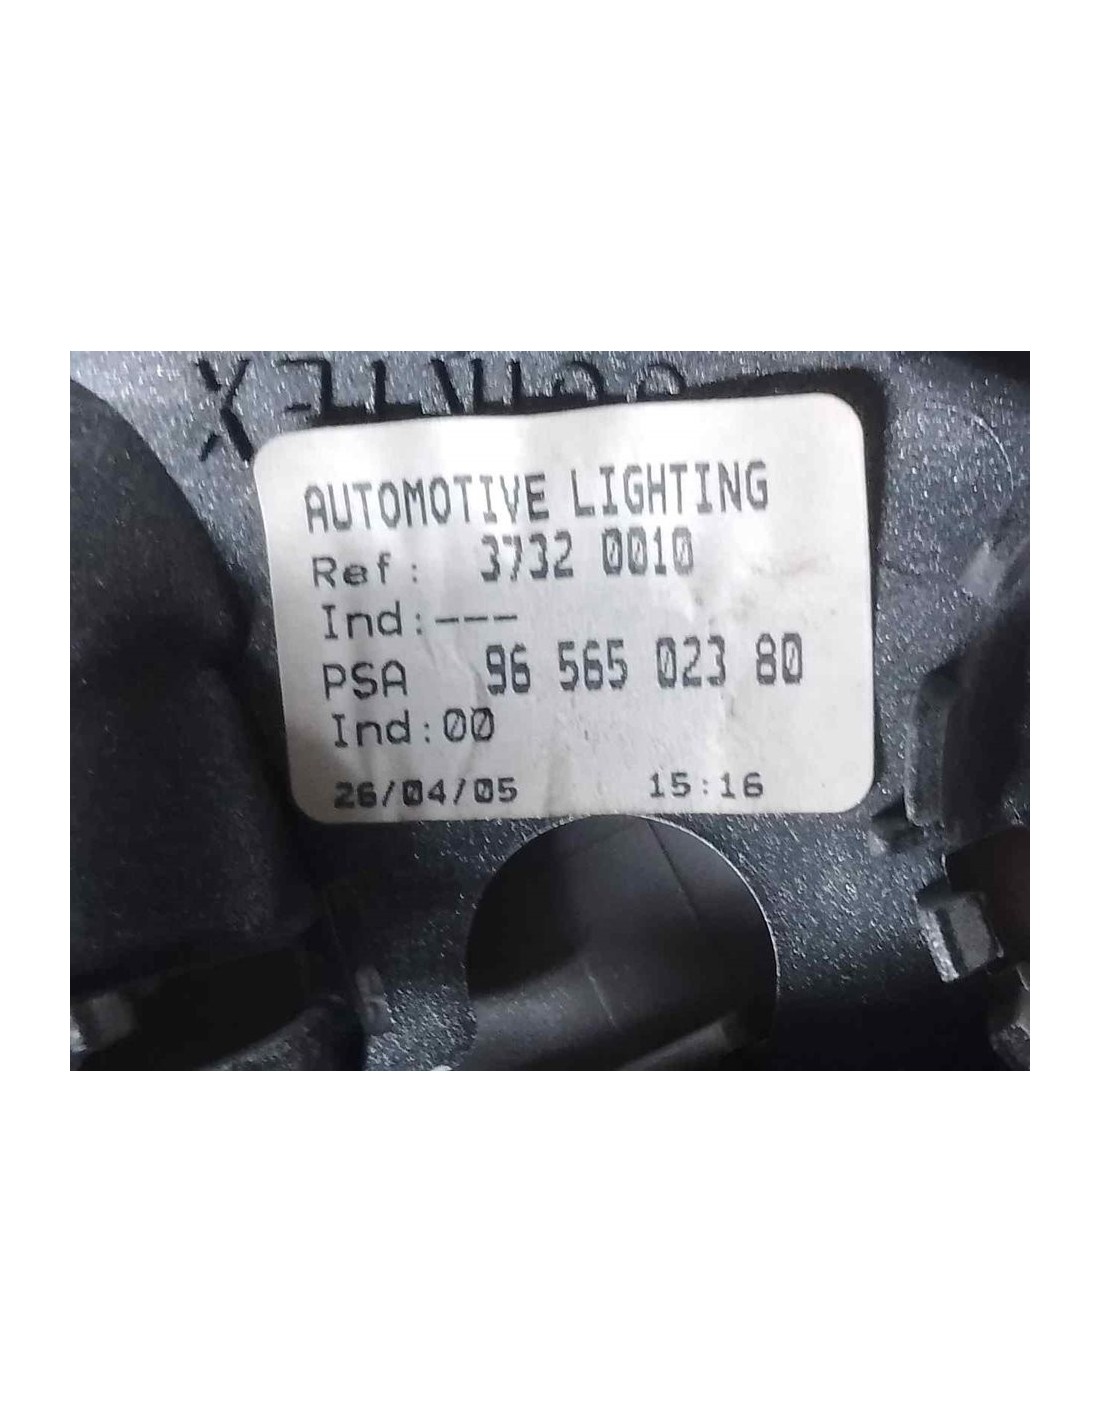 AUTOMOTIVE LIGHTING
Ref: 3732 0010
Ind:---
PSA 96 565 023 80
Ind:00
26/04/05 15:16